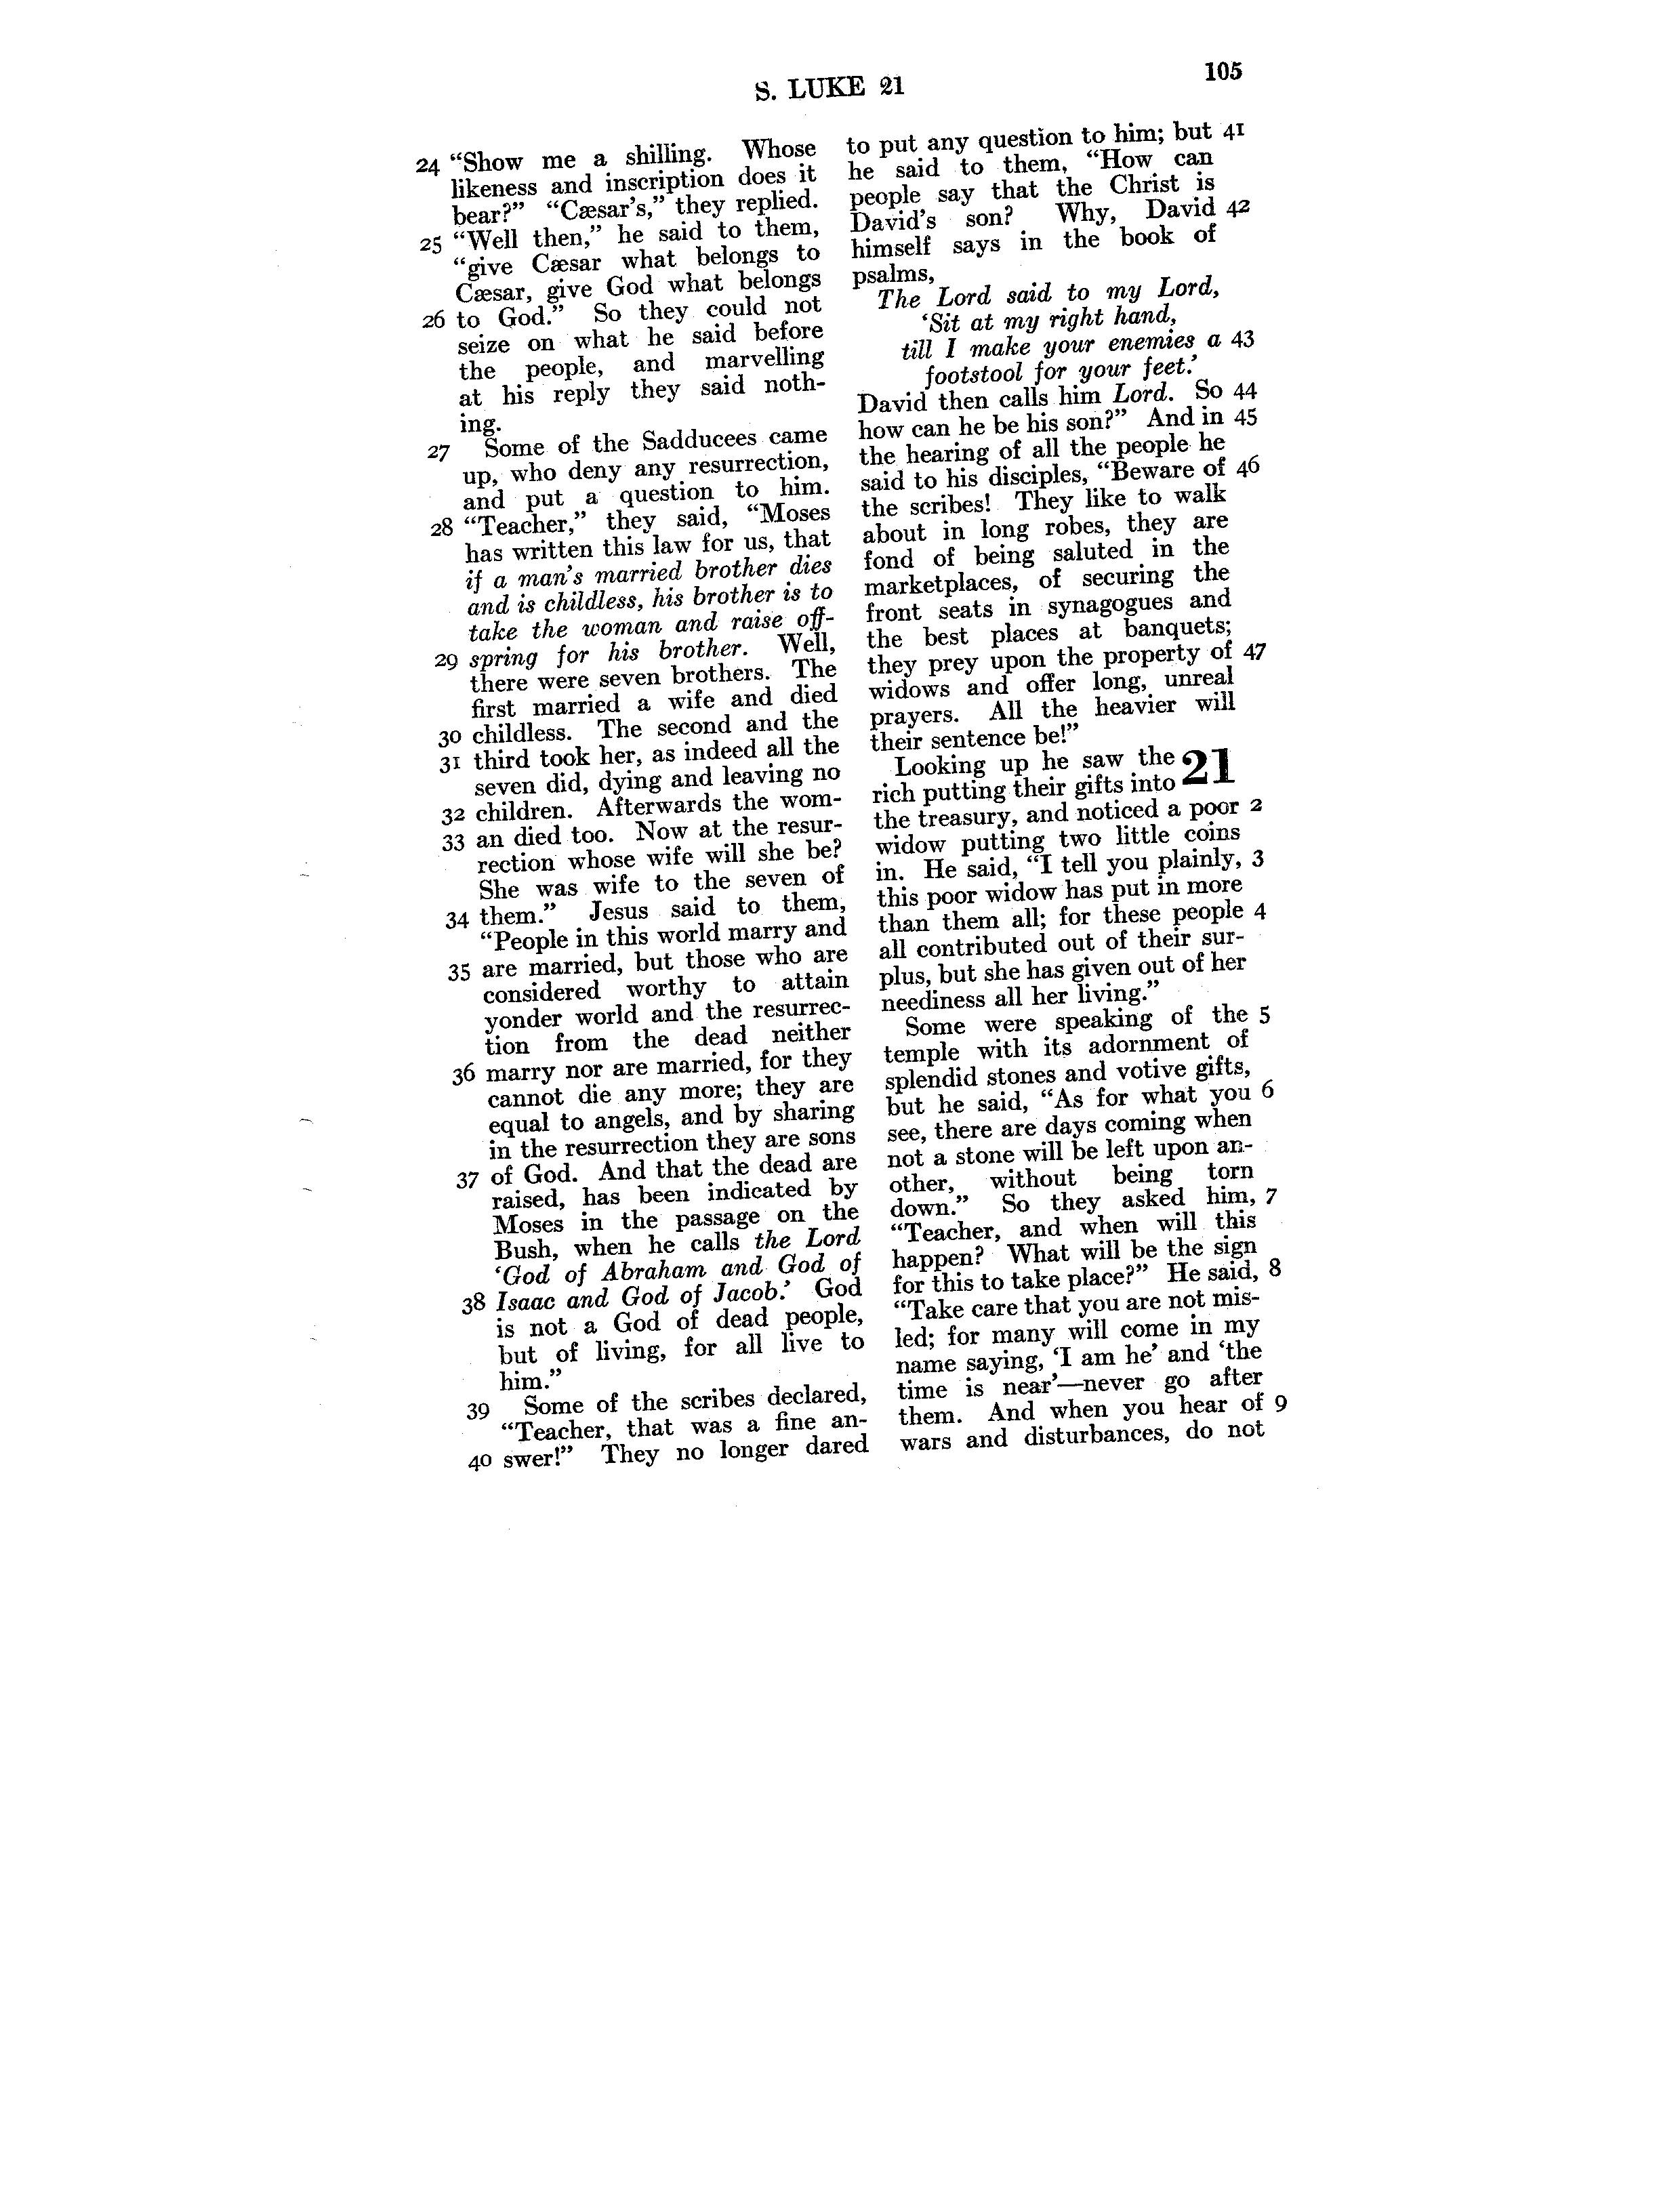 S. LUKE 21
105
24 “Show me a shilling. Whose
likeness and inscription does it
bear?” “Cæsar’s,” they replied.
25 “Well then,” he said to them,
“give Cæsar what belongs to
Cæsar, give God what belongs
26 to God.” So they could not
seize on what he said before
the people, and marvelling
at his reply they said noth-
ing.
27 Some of the Sadducees came
up, who deny any resurrection,
and put a question to him.
28 “Teacher,” they said, “Moses
has written this law for us, that
if a man’s married brother dies
and is childless, his brother is to
take the woman and raise off-
29 spring for his brother. Well,
there were seven brothers. The
first married a wife and died
30 childless. The second and the
31 third took her, as indeed all the
seven did, dying and leaving no
32 children. Afterwards the wom-
33 an died too. Now at the resur-
rection whose wife will she be?
She was wife to the seven of
34 them.” Jesus said to them,
“People in this world marry and
35 are married, but those who are
considered worthy to attain
yonder world and the resurrec-
tion from the dead neither
36 marry nor are married, for they
cannot die any more; they are
equal to angels, and by sharing
in the resurrection they are sons
37 of God. And that the dead are
raised, has been indicated by
Moses in the passage on the
Bush, when he calls the Lord
‘God of Abraham and God of
38 Isaac and God of Jacob.’ God
is not a God of dead people,
but of living, for all live to
him.”
39 Some of the scribes declared,
“Teacher, that was a fine an-
40 swer!” They no longer dared
to put any question to him; but 41
he said to them, “How can
people say that the Christ is
David’s son? Why, David 42
himself says in the book of
psalms,
The Lord said to my Lord,
‘Sit at my right hand,
till I make your enemies a 43
footstool for your feet.’
David then calls him Lord. So 44
how can he be his son?” And in 45
the hearing of all the people he
said to his disciples, “Beware of 46
the scribes! They like to walk
about in long robes, they are
fond of being saluted in the
marketplaces, of securing the
front seats in synagogues and
the best places at banquets;
they prey upon the property of 47
widows and offer long, unreal
prayers. All the heavier will
their sentence be!”
Looking up he saw the 21
rich putting their gifts into
the treasury, and noticed a poor 2
widow putting two little coins
in. He said, “I tell you plainly, 3
this poor widow has put in more
than them all; for these people 4
all contributed out of their sur-
plus, but she has given out of her
neediness all her living.”
Some were speaking of the 5
temple with its adornment of
splendid stones and votive gifts,
but he said, “As for what you 6
see, there are days coming when
not a stone will be left upon an-
other, without being torn
down.” So they asked him, 7
“Teacher, and when will this
happen? What will be the sign
for this to take place?” He said, 8
“Take care that you are not mis-
led; for many will come in my
name saying, ‘I am he’ and ‘the
time is near’—never go after
them. And when you hear of 9
wars and disturbances, do not